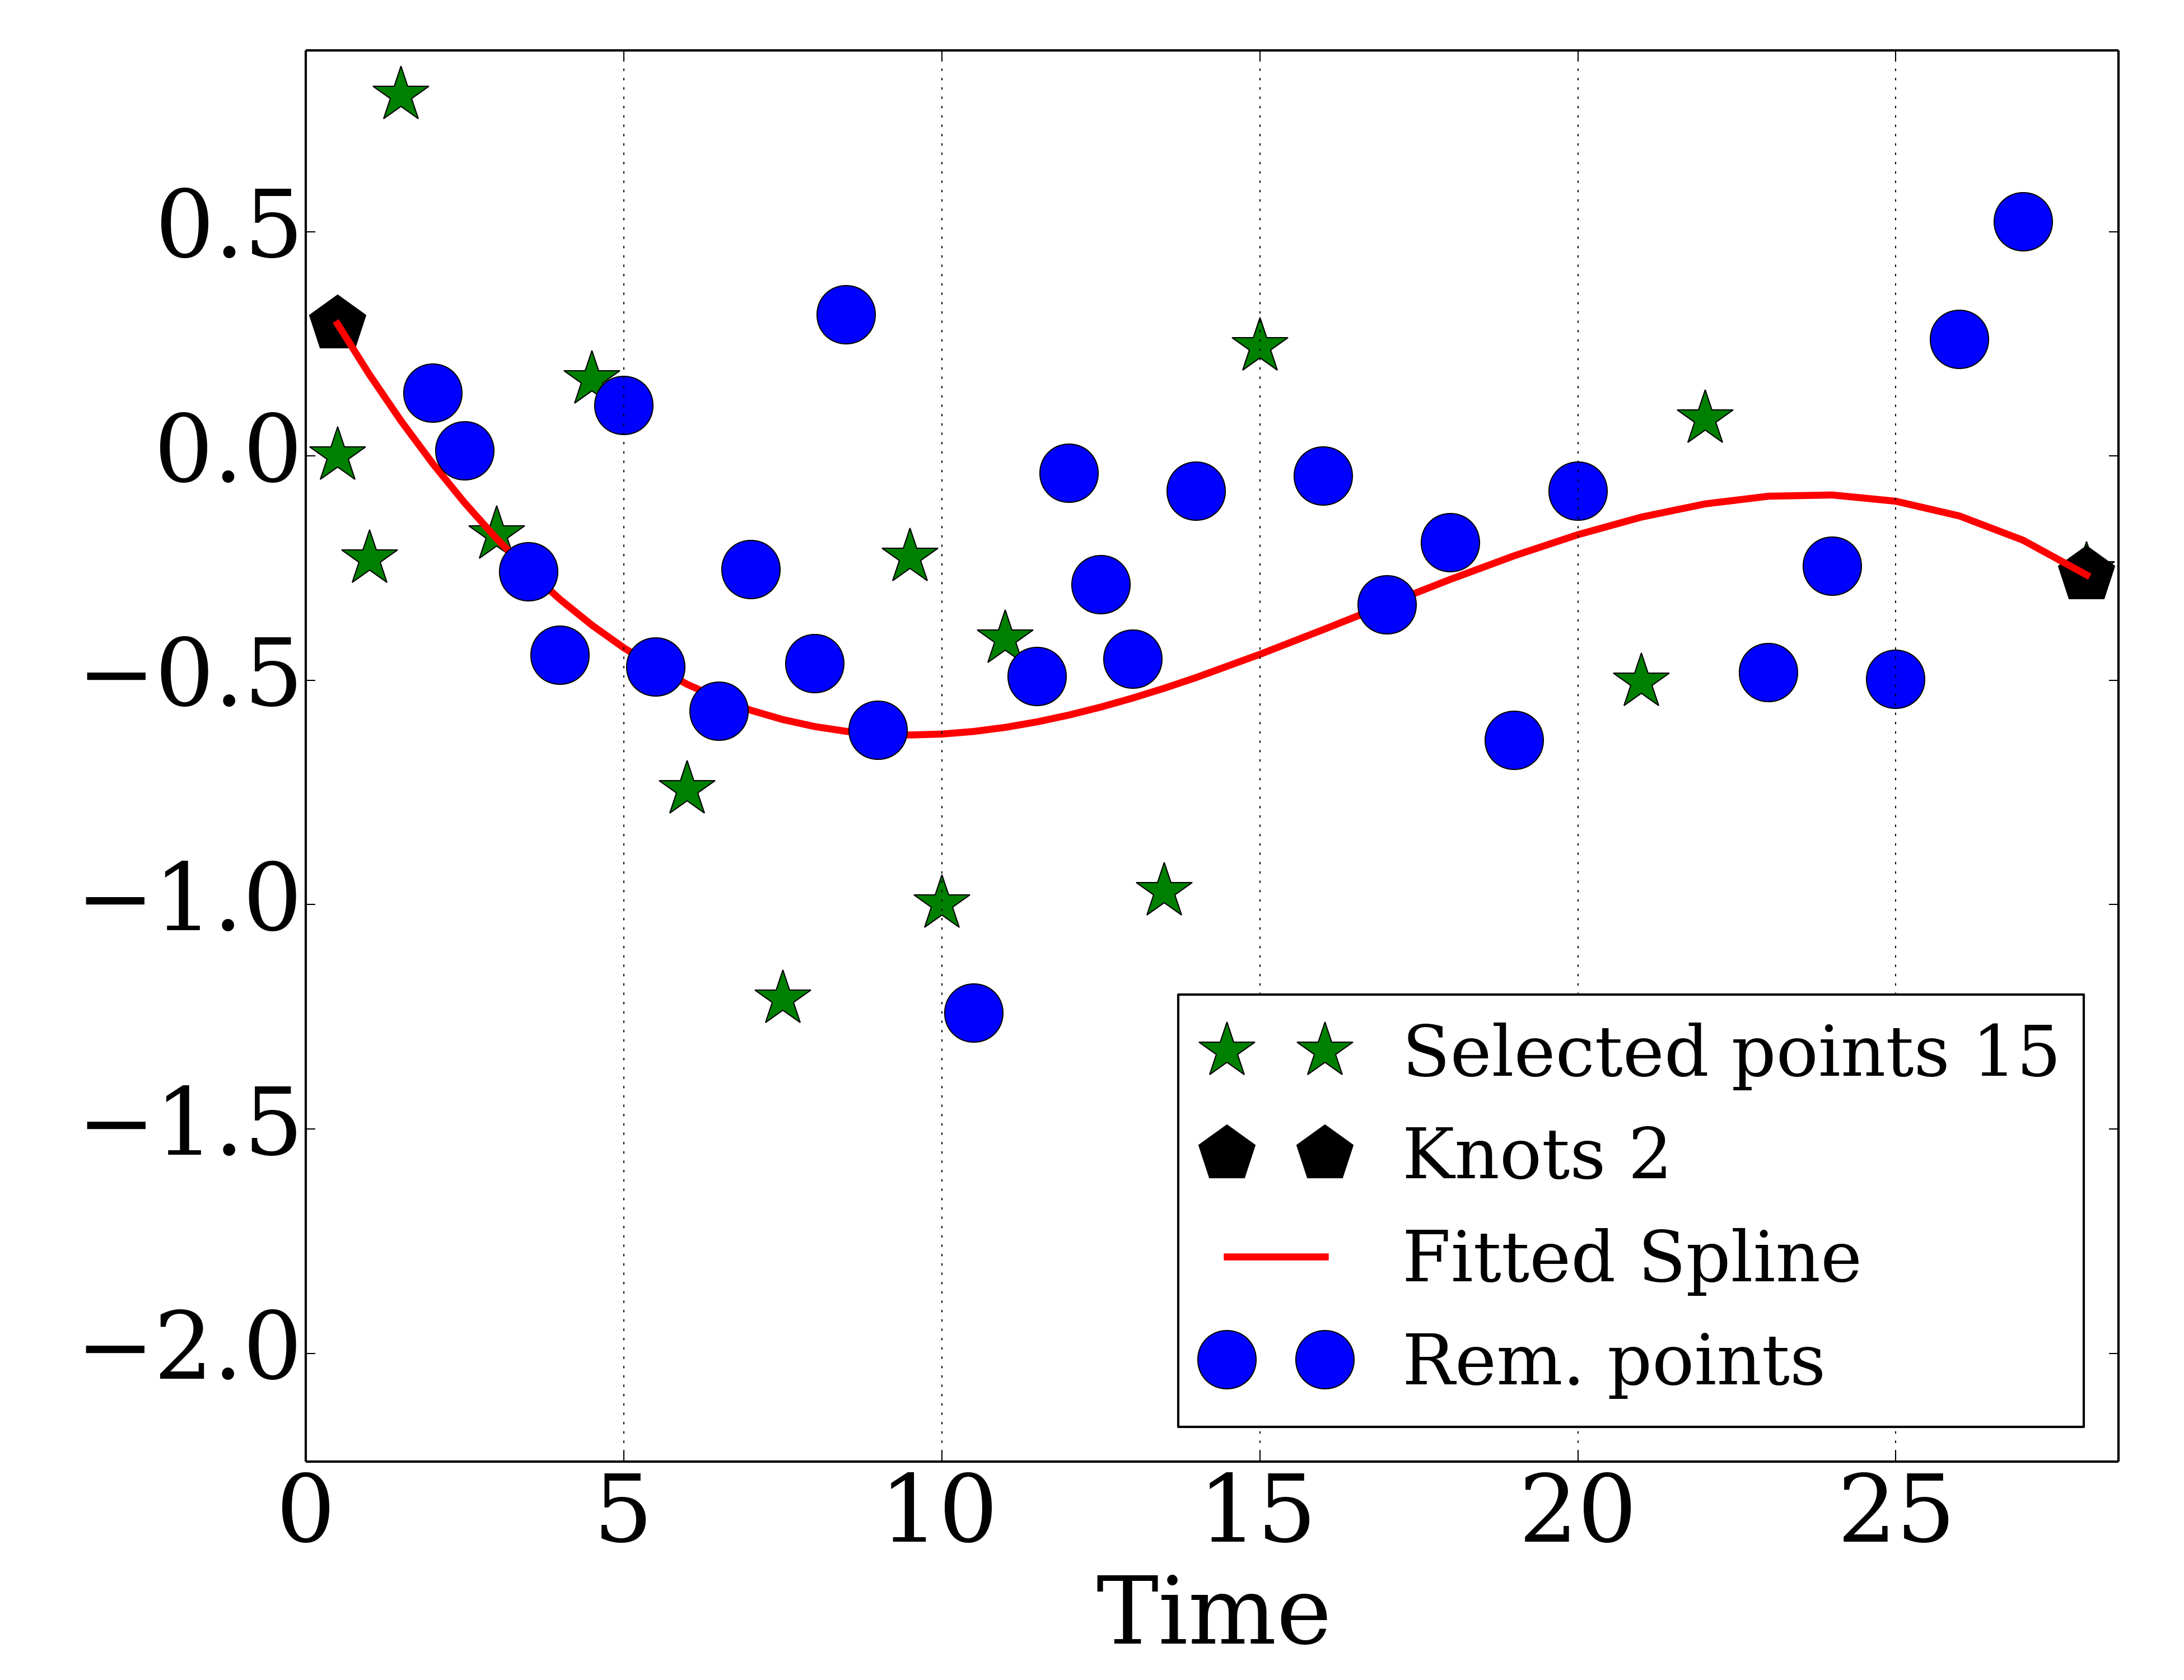 0.5
0.0
−0.5
−1.0
−1.5
−2.0
Selected points 15
Knots 2
Fitted Spline
Rem. points
0 5 10 15 20 25
Time